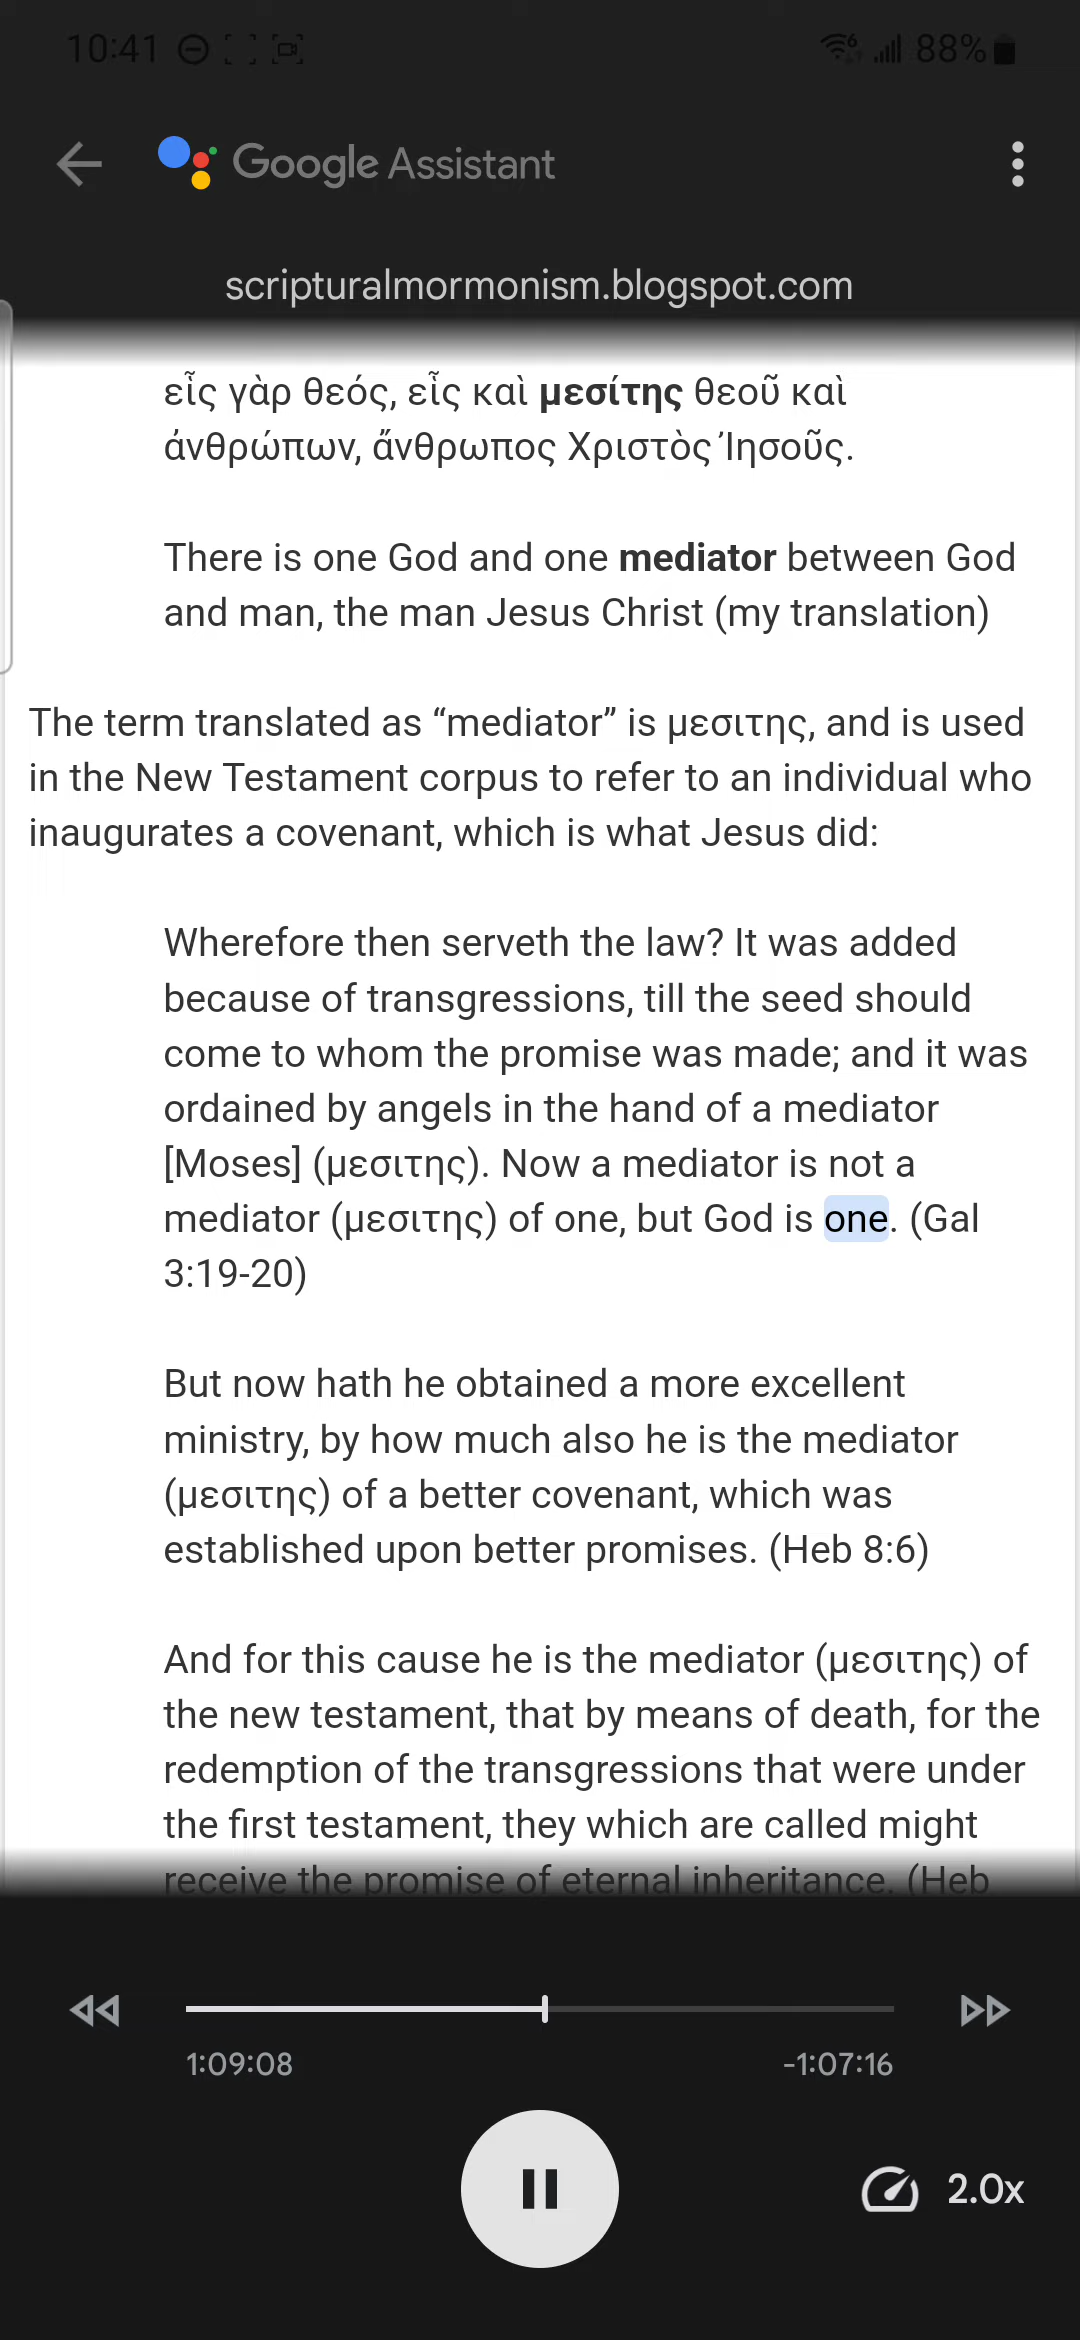 10:41
88%
Google Assistant
scripturalmormonism.blogspot.com
εἷς γὰρ θεός, εἷς καὶ μεσίτης θεοῦ καὶ
ἀνθρώπων, ἄνθρωπος Χριστὸς Ἰησοῦς.
There is one God and one mediator between God
and man, the man Jesus Christ (my translation)
The term translated as “mediator” is μεσιτης, and is used
in the New Testament corpus to refer to an individual who
inaugurates a covenant, which is what Jesus did:
Wherefore then serveth the law? It was added
because of transgressions, till the seed should
come to whom the promise was made; and it was
ordained by angels in the hand of a mediator
[Moses] (μεσιτης). Now a mediator is not a
mediator (μεσιτης) of one, but God is one. (Gal
3:19-20)
But now hath he obtained a more excellent
ministry, by how much also he is the mediator
(μεσιτης) of a better covenant, which was
established upon better promises. (Heb 8:6)
And for this cause he is the mediator (μεσιτης) of
the new testament, that by means of death, for the
redemption of the transgressions that were under
the first testament, they which are called might
receive the promise of eternal inheritance. (Heb
1:09:08
-1:07:16
2.0x